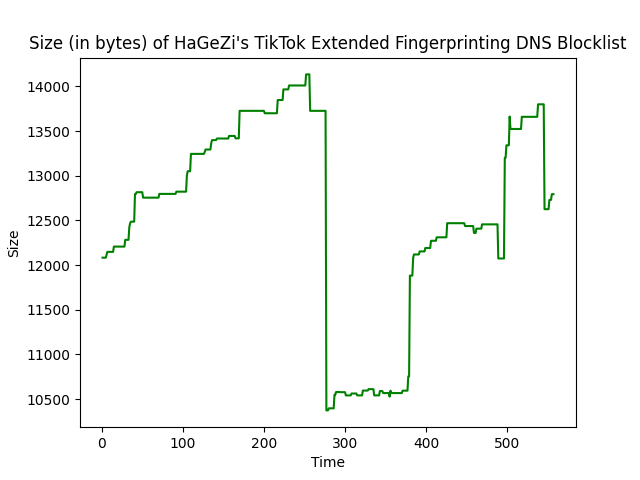 Size (in bytes) of HaGeZi's TikTok Extended Fingerprinting DNS Blocklist
14000
13500
13000
12500
12000
11500
11000
10500
Size
0 100 200 300 400 500
Time